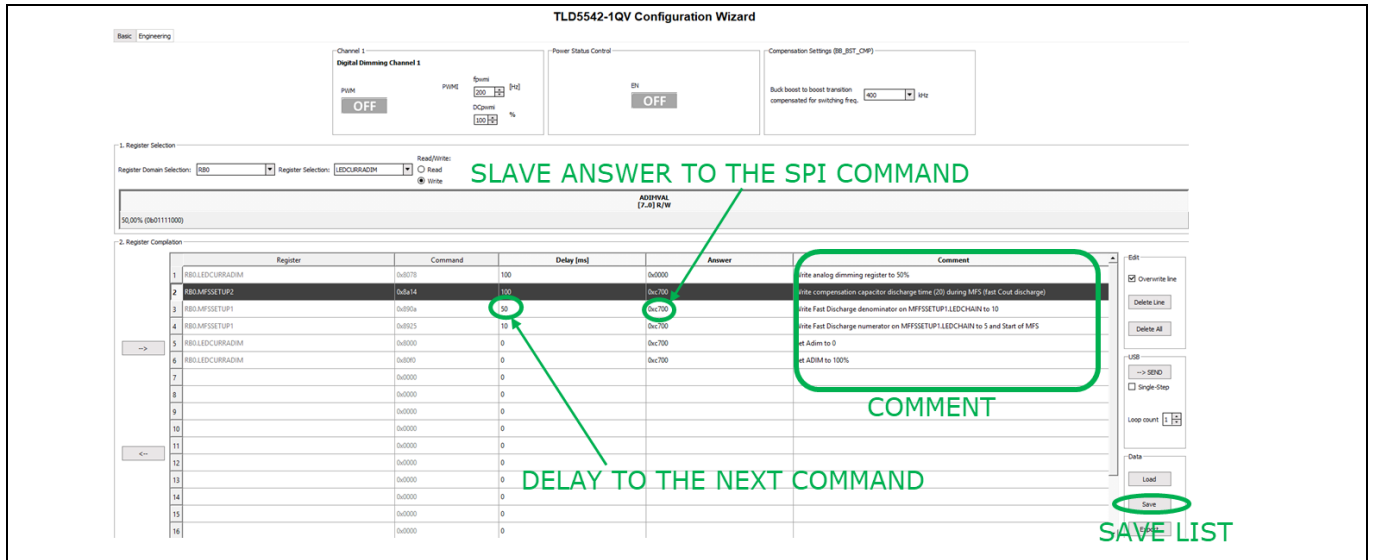 TLD5542-1QV Configuration Wizard
Basic Engineering
Channel 1
Digital Dimming Channel 1
PWM
OFF
PWMI
fpwmi
200 [Hz]
DCpwmi
100 %
Power Status Control
EN
OFF
Compensation Settings (BB_BST_CMP)
Buck boost to boost transition
compensated for switching freq. 400 kHz
1. Register Selection
Register Domain Selection: RB0 Register Selection: LEDCURRADIM
Read/Write:
Read
Write
SLAVE ANSWER TO THE SPI COMMAND
ADIMVAL
[7..0] R/W
50,00% (0b01111000)
2. Register Compilation
Register Command Delay [ms] Answer Comment
1 RB0.LEDCURRADIM 0x8078 100 0x0000 Write analog dimming register to 50%
2 RB0.MFSSETUP2 0x8a14 100 0xc700 Write compensation capacitor discharge time (20) during MFS (fast Cout discharge)
3 RB0.MFSSETUP1 0x890a 50 0xc700 Write Fast Discharge denominator on MFFSSETUP1.LEDCHAIN to 10
4 RB0.MFSSETUP1 0x8925 10 0xc700 Write Fast Discharge numerator on MFFSSETUP1.LEDCHAIN to 5 and Start of MFS
5 RB0.LEDCURRADIM 0x8000 0 0xc700 et Adim to 0
6 RB0.LEDCURRADIM 0x80f0 0 0xc700 et ADIM to 100%
7 0x0000 0
8 0x0000 0
9 0x0000 0
10 0x0000 0
11 0x0000 0
12 0x0000 0
13 0x0000 0
14 0x0000 0
15 0x0000 0
16 0x0000 0
-->
<--
COMMENT
DELAY TO THE NEXT COMMAND
Edit
Overwrite line
Delete Line
Delete All
USB
--> SEND
Single-Step
Loop count 1
Data
Load
Save
SAVE LIST